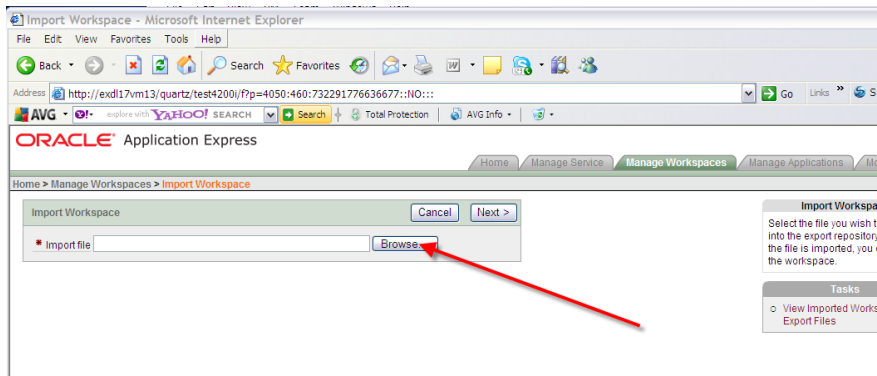 Import Workspace - Microsoft Internet Explorer
File Edit View Favorites Tools Help
Back Search Favorites
Address http://exdl17vm13/quartz/test4200i/f?p=4050:460:732291776636677::NO::: Go Links » S
AVG explore with YAHOO! SEARCH Search Total Protection AVG Info
ORACLE Application Express
Home Manage Service Manage Workspaces Manage Applications Mo
Home > Manage Workspaces > Import Workspace
Import Workspace Cancel Next >
* Import file Browse...
Import Workspa
Select the file you wish t
into the export repository
the file is imported, you
the workspace.
Tasks
View Imported Works
Export Files